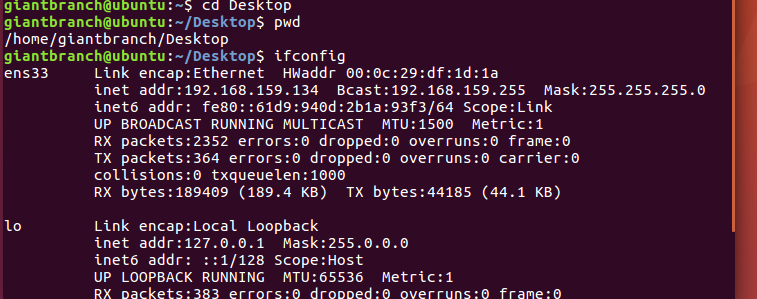 giantbranch@ubuntu:~$ cd Desktop
giantbranch@ubuntu:~/Desktop$ pwd
/home/giantbranch/Desktop
giantbranch@ubuntu:~/Desktop$ ifconfig
ens33     Link encap:Ethernet  HWaddr 00:0c:29:df:1d:1a
          inet addr:192.168.159.134  Bcast:192.168.159.255  Mask:255.255.255.0
          inet6 addr: fe80::61d9:940d:2b1a:93f3/64 Scope:Link
          UP BROADCAST RUNNING MULTICAST  MTU:1500  Metric:1
          RX packets:2352 errors:0 dropped:0 overruns:0 frame:0
          TX packets:364 errors:0 dropped:0 overruns:0 carrier:0
          collisions:0 txqueuelen:1000
          RX bytes:189409 (189.4 KB)  TX bytes:44185 (44.1 KB)

lo        Link encap:Local Loopback
          inet addr:127.0.0.1  Mask:255.0.0.0
          inet6 addr: ::1/128 Scope:Host
          UP LOOPBACK RUNNING  MTU:65536  Metric:1
          RX packets:383 errors:0 dropped:0 overruns:0 frame:0